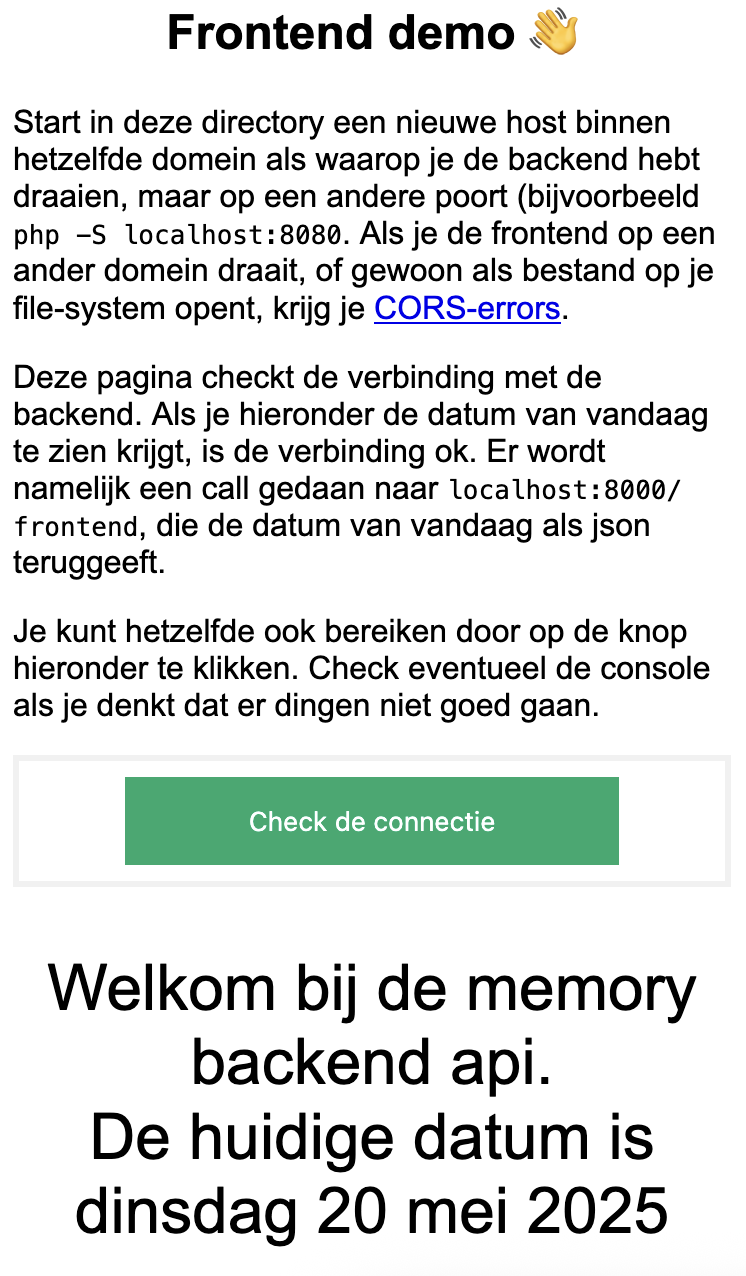 Frontend demo 👋
Start in deze directory een nieuwe host binnen
hetzelfde domein als waarop je de backend hebt
draaien, maar op een andere poort (bijvoorbeeld
php -S localhost:8080. Als je de frontend op een
ander domein draait, of gewoon als bestand op je
file-system opent, krijg je CORS-errors.
Deze pagina checkt de verbinding met de
backend. Als je hieronder de datum van vandaag
te zien krijgt, is de verbinding ok. Er wordt
namelijk een call gedaan naar localhost:8000/
frontend, die de datum van vandaag als json
teruggeeft.
Je kunt hetzelfde ook bereiken door op de knop
hieronder te klikken. Check eventueel de console
als je denkt dat er dingen niet goed gaan.
Check de connectie
Welkom bij de memory
backend api.
De huidige datum is
dinsdag 20 mei 2025